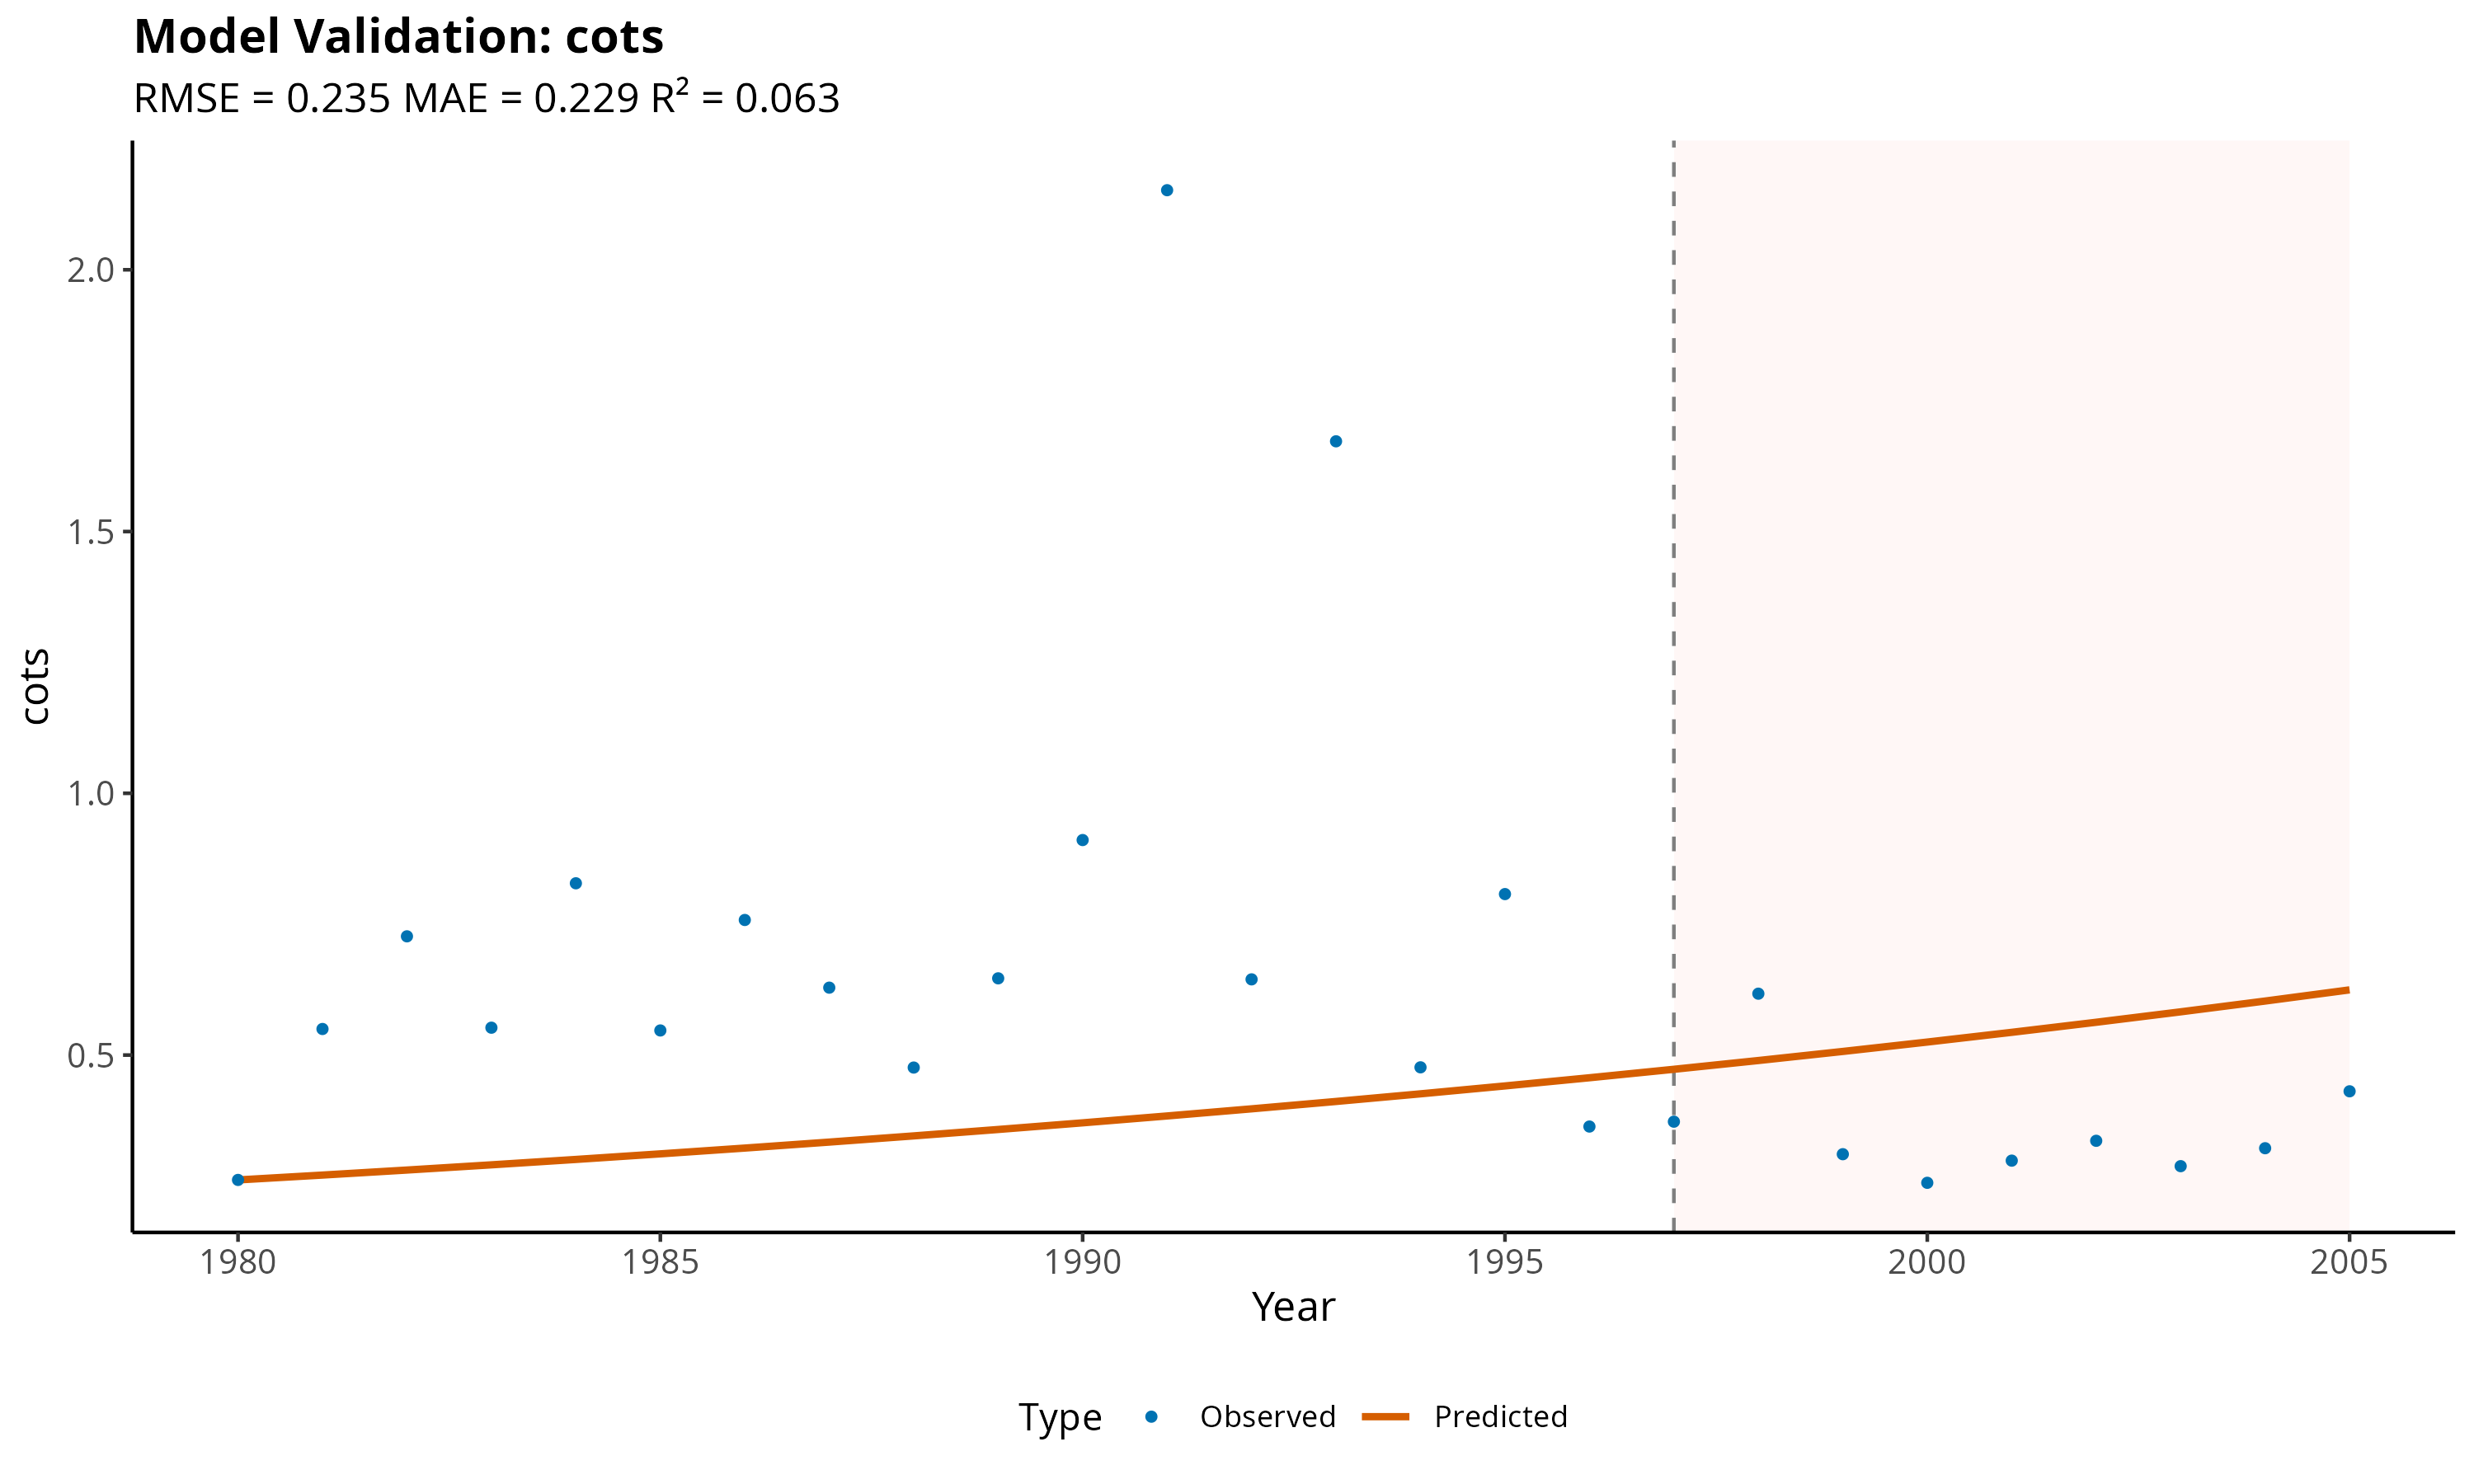 Model Validation: cots
RMSE = 0.235 MAE = 0.229 R² = 0.063
cots
2.0
1.5
1.0
0.5
1980 1985 1990 1995 2000 2005
Year
Type Observed Predicted